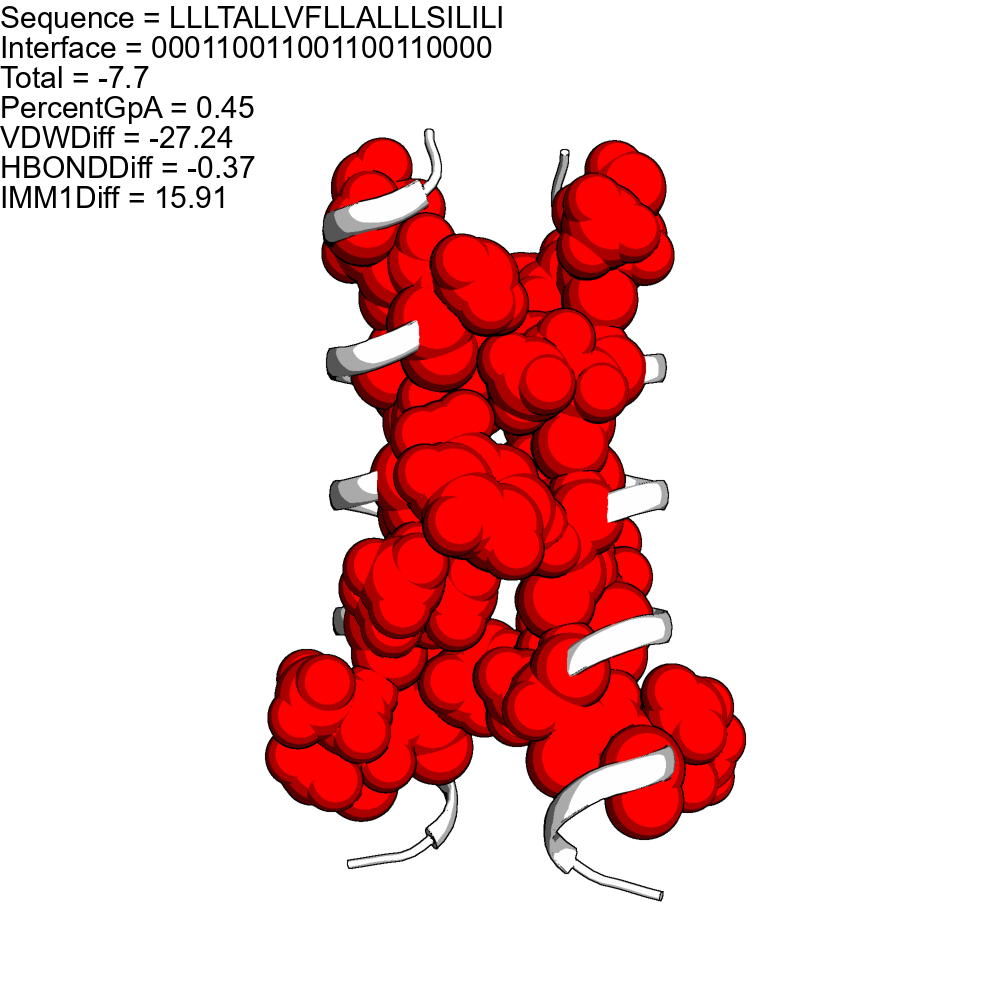 Sequence = LLLTALLVFLLALLLSILILI
Interface = 000110011001100110000
Total = -7.7
PercentGpA = 0.45
VDWDiff = -27.24
HBONDDiff = -0.37
IMM1Diff = 15.91